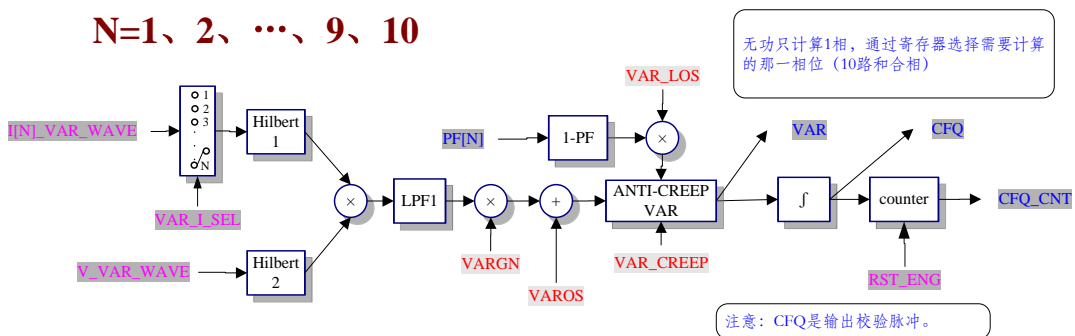 N=1、2、…、9、10
无功只计算1相，通过寄存器选择需要计算
的那一相位（10路和合相）
VAR_LOS
I[N]_VAR_WAVE
1
2
3
.
.
.
N
Hilbert
1
PF[N]
1-PF
×
VAR
CFQ
VAR_I_SEL
×
LPF1
×
+
ANTI-CREEP
VAR
∫
counter
CFQ_CNT
V_VAR_WAVE
Hilbert
2
VARGN
VAROS
VAR_CREEP
RST_ENG
注意：CFQ是输出校验脉冲。